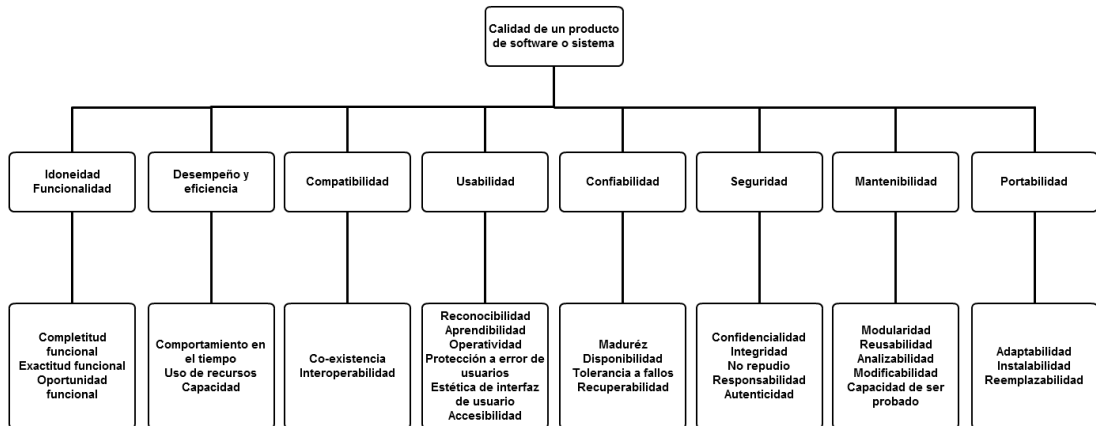 Calidad de un producto
de software o sistema
Idoneidad
Funcionalidad
Desempeño y
eficiencia
Compatibilidad
Usabilidad
Confiabilidad
Seguridad
Mantenibilidad
Portabilidad
Completitud
funcional
Exactitud funcional
Oportunidad
funcional
Comportamiento en
el tiempo
Uso de recursos
Capacidad
Co-existencia
Interoperabilidad
Reconocibilidad
Aprendibilidad
Operatividad
Protección a error de
usuarios
Estética de interfaz
de usuario
Accesibilidad
Maduréz
Disponibilidad
Tolerancia a fallos
Recuperabilidad
Confidencialidad
Integridad
No repudio
Responsabilidad
Autenticidad
Modularidad
Reusabilidad
Analizabilidad
Modificabilidad
Capacidad de ser
probado
Adaptabilidad
Instalabilidad
Reemplazabilidad